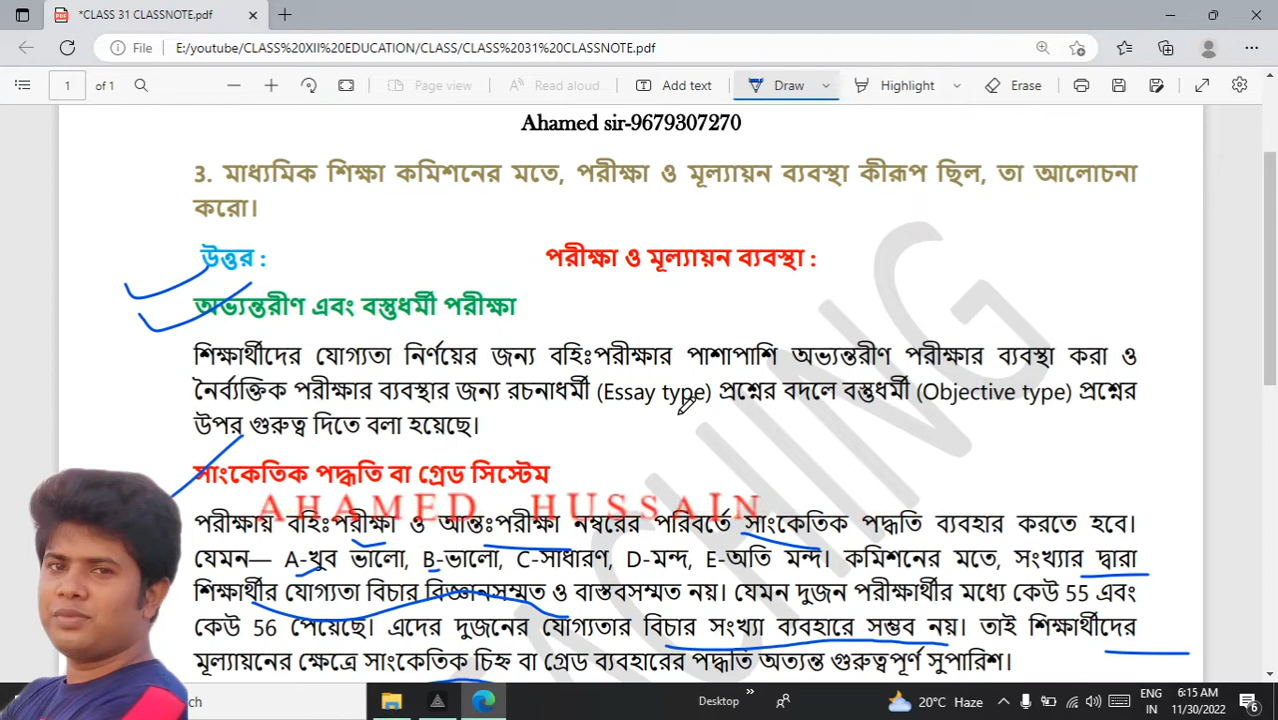 *CLASS 31 CLASSNOTE.pdf
File E:/youtube/CLASS%20XII%20EDUCATION/CLASS/CLASS%2031%20CLASSNOTE.pdf
1 of 1 Page view Read aloud Add text Draw Highlight Erase
Ahamed sir-9679307270
3. মাধ্যমিক শিক্ষা কমিশনের মতে, পরীক্ষা ও মূল্যায়ন ব্যবস্থা কীরূপ ছিল, তা আলোচনা
করো।
উত্তর : পরীক্ষা ও মূল্যায়ন ব্যবস্থা :
অভ্যন্তরীণ এবং বস্তুধর্মী পরীক্ষা
শিক্ষার্থীদের যোগ্যতা নির্ণয়ের জন্য বহিঃপরীক্ষার পাশাপাশি অভ্যন্তরীণ পরীক্ষার ব্যবস্থা করা ও
নৈর্ব্যক্তিক পরীক্ষার ব্যবস্থার জন্য রচনাধর্মী (Essay type) প্রশ্নের বদলে বস্তুধর্মী (Objective type) প্রশ্নের
উপর গুরুত্ব দিতে বলা হয়েছে।
সাংকেতিক পদ্ধতি বা গ্রেড সিস্টেম
AHAMED HUSSAIN
পরীক্ষায় বহিঃপরীক্ষা ও আন্তঃপরীক্ষা নম্বরের পরিবর্তে সাংকেতিক পদ্ধতি ব্যবহার করতে হবে।
যেমন— A-খুব ভালো, B-ভালো, C-সাধারণ, D-মন্দ, E-অতি মন্দ। কমিশনের মতে, সংখ্যার দ্বারা
শিক্ষার্থীর যোগ্যতা বিচার বিজ্ঞানসম্মত ও বাস্তবসম্মত নয়। যেমন দুজন পরীক্ষার্থীর মধ্যে কেউ 55 এবং
কেউ 56 পেয়েছে। এদের দুজনের যোগ্যতার বিচার সংখ্যা ব্যবহারে সম্ভব নয়। তাই শিক্ষার্থীদের
মূল্যায়নের ক্ষেত্রে সাংকেতিক চিহ্ন বা গ্রেড ব্যবহারের পদ্ধতি অত্যন্ত গুরুত্বপূর্ণ সুপারিশ।
EACHING
rch Desktop 20°C Haze ENG 6:15 AM
IN 11/30/2022 6